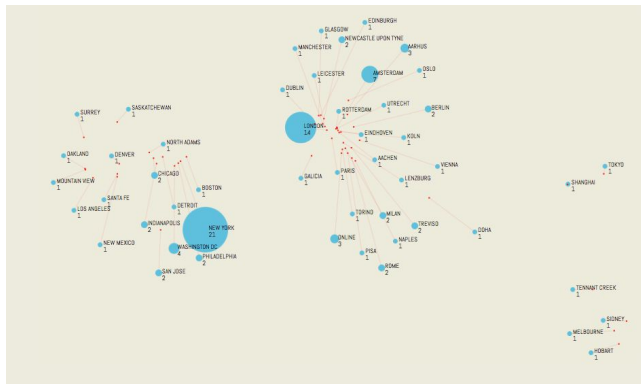 EDINBURGH
1
GLASGOW
1
NEWCASTLE UPON TYNE
2
MANCHESTER
1
AARHUS
3
LEICESTER
1
AMSTERDAM
7
OSLO
1
DUBLIN
1
SASKATCHEWAN
1
SURREY
1
ROTTERDAM
1
UTRECHT
1
BERLIN
2
LONDON
14
EINDHOVEN
1
KOLN
1
NORTH ADAMS
1
OAKLAND
1
DENVER
1
AACHEN
1
VIENNA
1
TOKYO
1
CHICAGO
2
PARIS
1
GALICIA
1
LENZBURG
1
MOUNTAIN VIEW
1
BOSTON
1
SHANGHAI
1
SANTA FE
1
DETROIT
1
LOS ANGELES
1
TORINO
1
MILAN
2
INDIANAPOLIS
2
NEW YORK
21
TREVISO
2
DOHA
1
ONLINE
3
NAPLES
1
NEW MEXICO
1
WASHINGTON DC
4
PISA
1
PHILADELPHIA
2
ROME
2
SAN JOSE
2
TENNANT CREEK
1
SIDNEY
1
MELBOURNE
1
HOBART
1